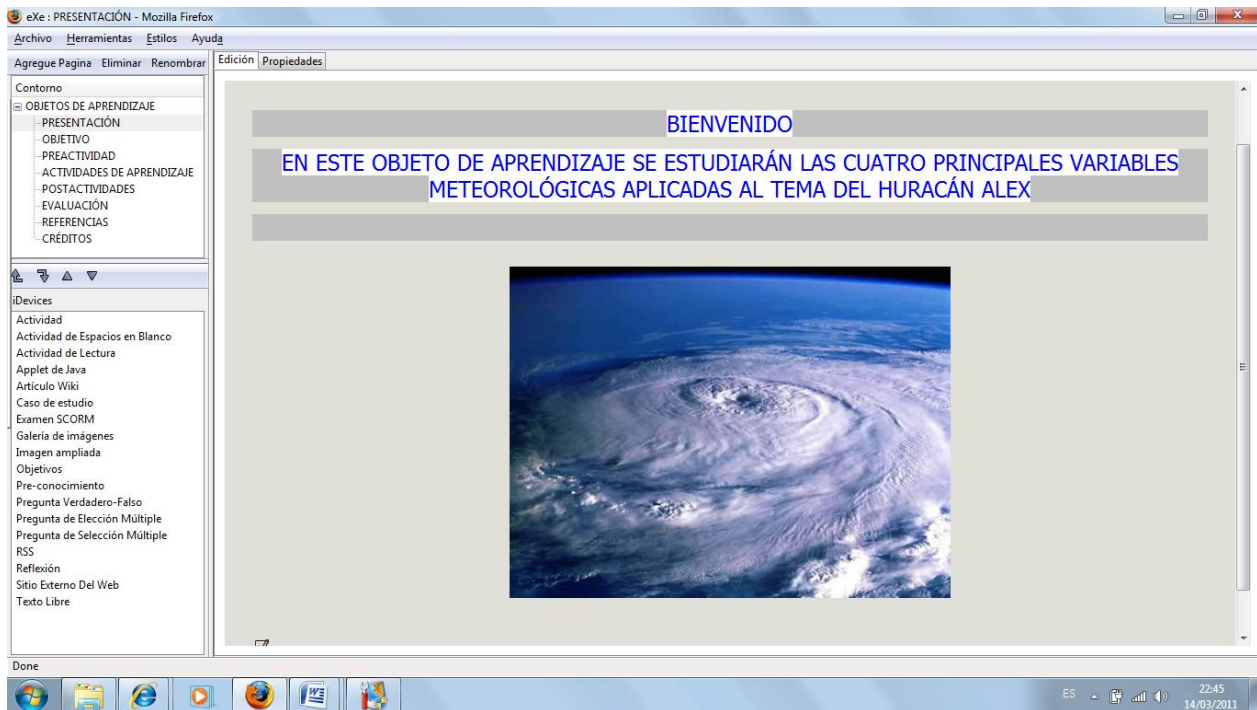 eXe : PRESENTACIÓN - Mozilla Firefox
Archivo Herramientas Estilos Ayuda
Agregue Pagina Eliminar Renombrar
Edición Propiedades
Contorno
OBJETOS DE APRENDIZAJE
PRESENTACIÓN
OBJETIVO
PREACTIVIDAD
ACTIVIDADES DE APRENDIZAJE
POSTACTIVIDADES
EVALUACIÓN
REFERENCIAS
CRÉDITOS
iDevices
Actividad
Actividad de Espacios en Blanco
Actividad de Lectura
Applet de Java
Artículo Wiki
Caso de estudio
Examen SCORM
Galería de imágenes
Imagen ampliada
Objetivos
Pre-conocimiento
Pregunta Verdadero-Falso
Pregunta de Elección Múltiple
Pregunta de Selección Múltiple
RSS
Reflexión
Sitio Externo Del Web
Texto Libre
BIENVENIDO
EN ESTE OBJETO DE APRENDIZAJE SE ESTUDIARÁN LAS CUATRO PRINCIPALES VARIABLES
METEOROLÓGICAS APLICADAS AL TEMA DEL HURACÁN ALEX
Done
ES
22:45
14/03/2011